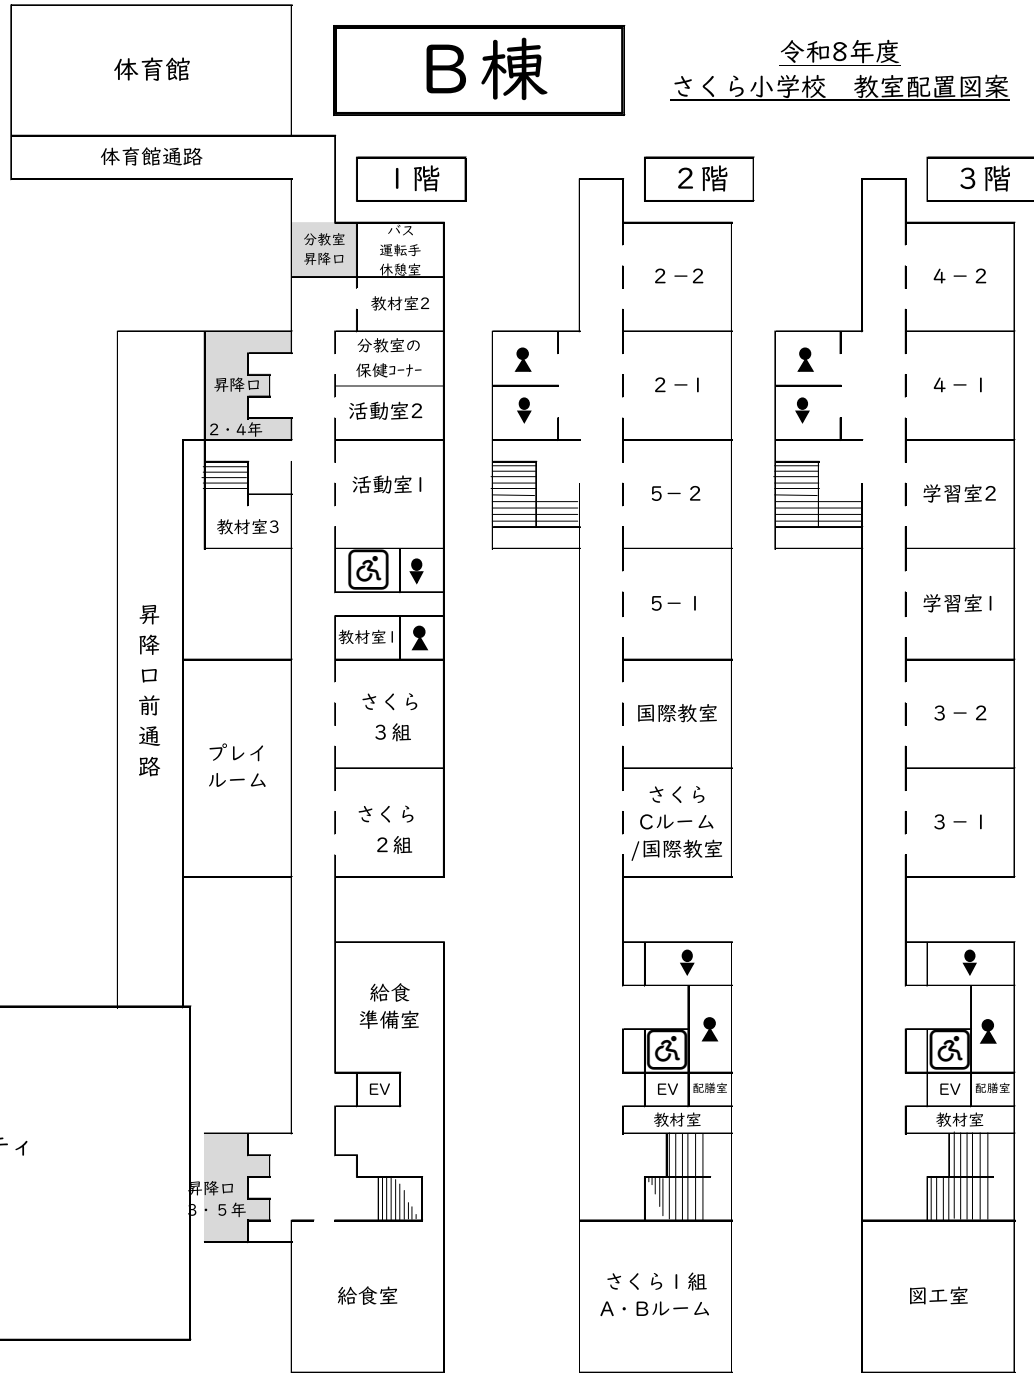 体育館
B棟
令和8年度
さくら小学校　教室配置図案
体育館通路
1階
2階
3階
分教室
昇降口
バス
運転手
休憩室
教材室2
分教室の
保健コーナー
活動室2
昇降口
2・4年
活動室1
教材室3
教材室1
昇降口前通路
さくら
3組
プレイ
ルーム
さくら
2組
給食
準備室
EV
ティ
昇降口
3・5年
給食室
2－2
2－1
5－2
5－1
国際教室
さくら
Cルーム
/国際教室
EV
配膳室
教材室
さくら1組
A・Bルーム
4－2
4－1
学習室2
学習室1
3－2
3－1
EV
配膳室
教材室
図工室